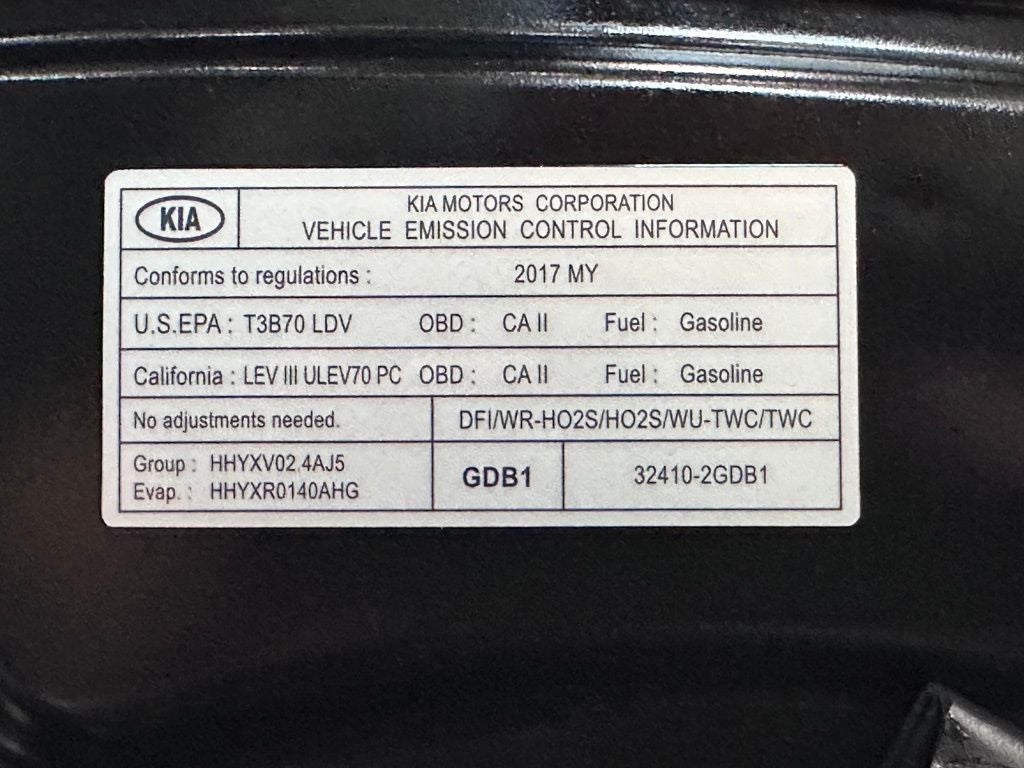 KIA
KIA MOTORS CORPORATION
VEHICLE EMISSION CONTROL INFORMATION
Conforms to regulations : 2017 MY
U.S.EPA : T3B70 LDV OBD : CA II Fuel : Gasoline
California : LEV III ULEV70 PC OBD : CA II Fuel : Gasoline
No adjustments needed. DFI/WR-HO2S/HO2S/WU-TWC/TWC
Group : HHYXV02.4AJ5
Evap. : HHYXR0140AHG
GDB1
32410-2GDB1